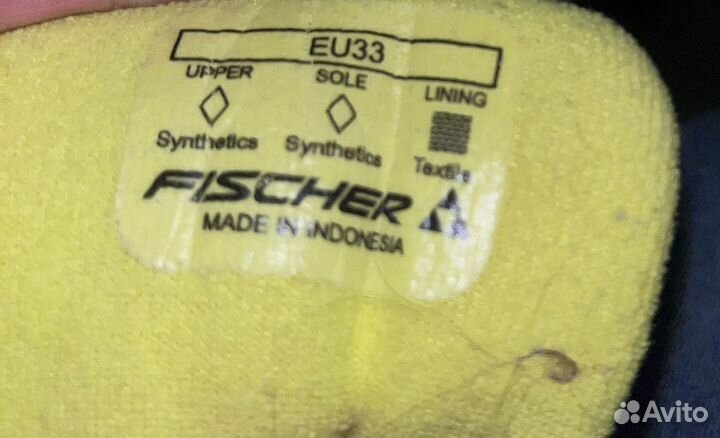 EU33
UPPER SOLE LINING
Synthetics Synthetics Textile
FISCHER
MADE IN INDONESIA
Avito